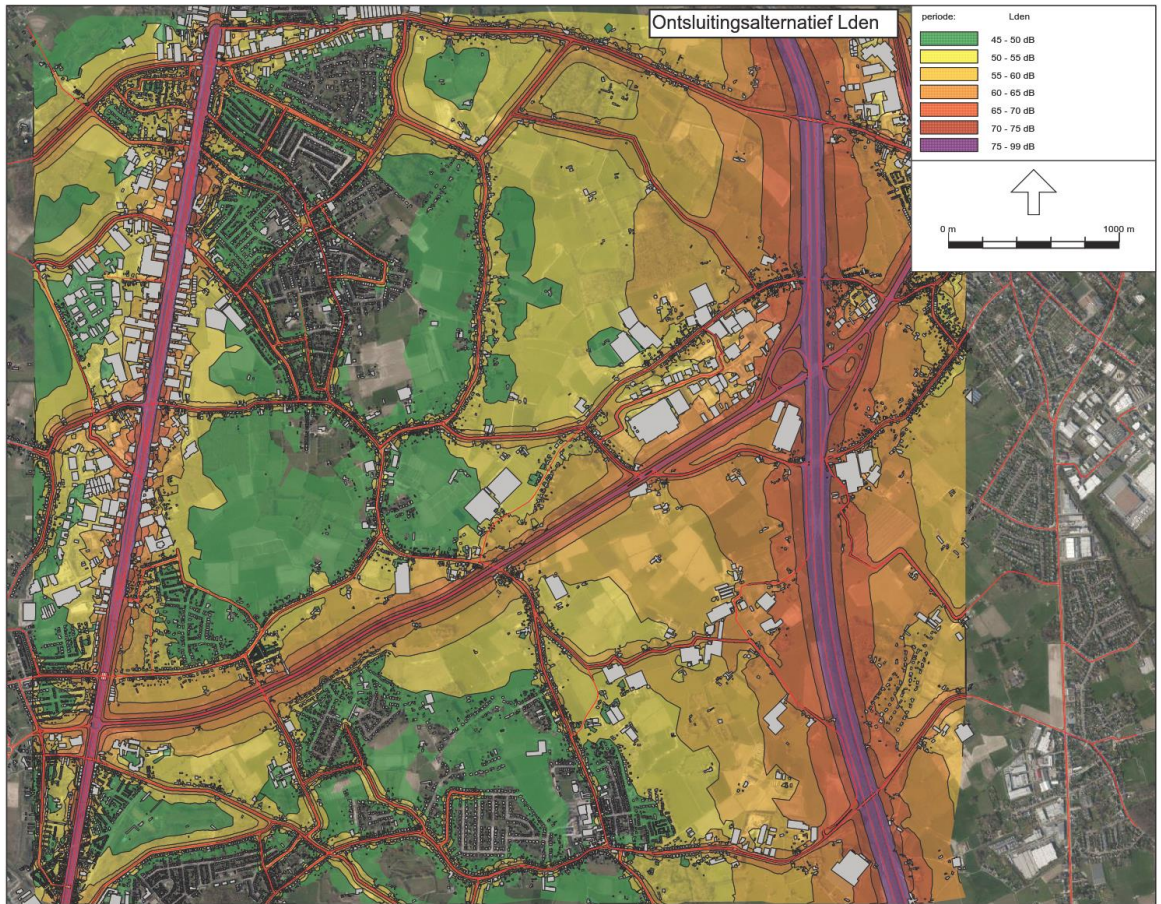 Ontsluitingsalternatief Lden
periode: Lden
45 - 50 dB
50 - 55 dB
55 - 60 dB
60 - 65 dB
65 - 70 dB
70 - 75 dB
75 - 99 dB
0 m 1000 m